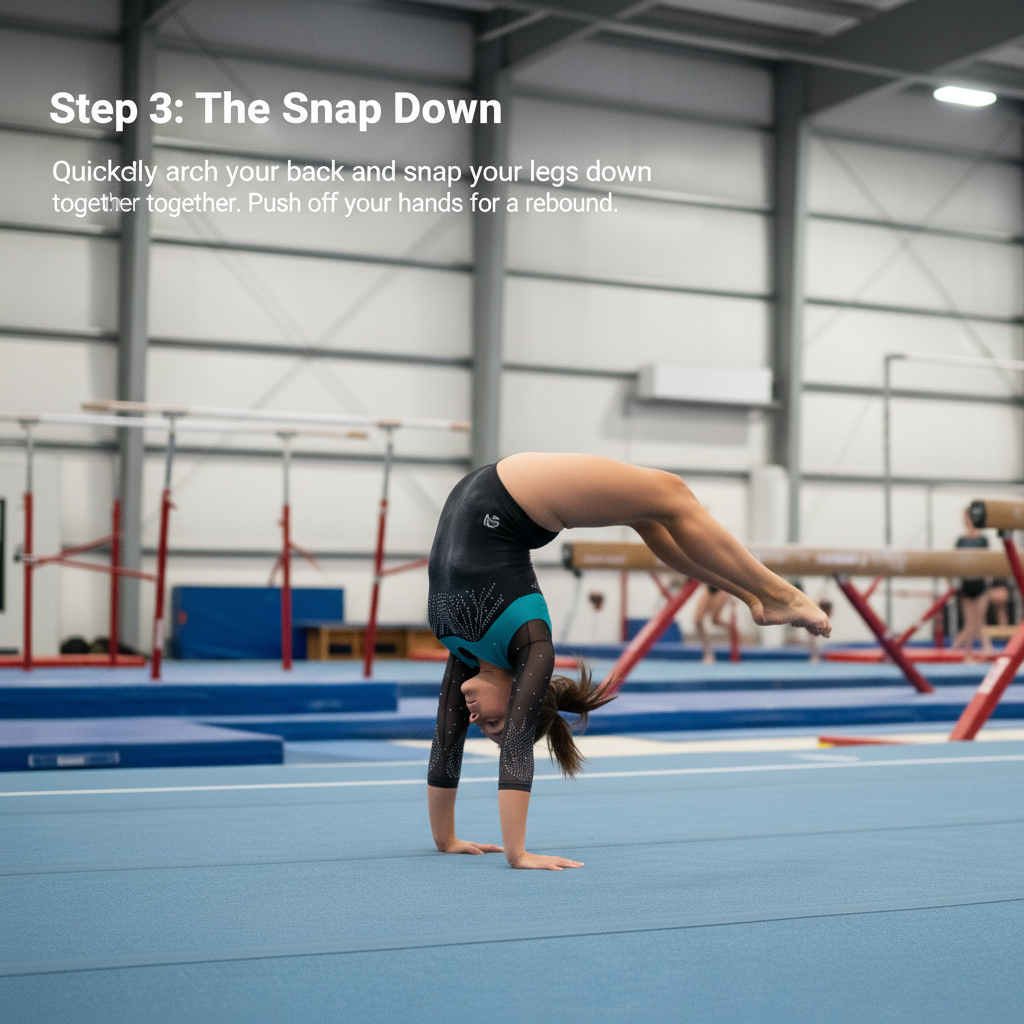 Step 3: The Snap Down
Quickdly arch your back and snap your legs down
together together. Push off your hands for a rebound.